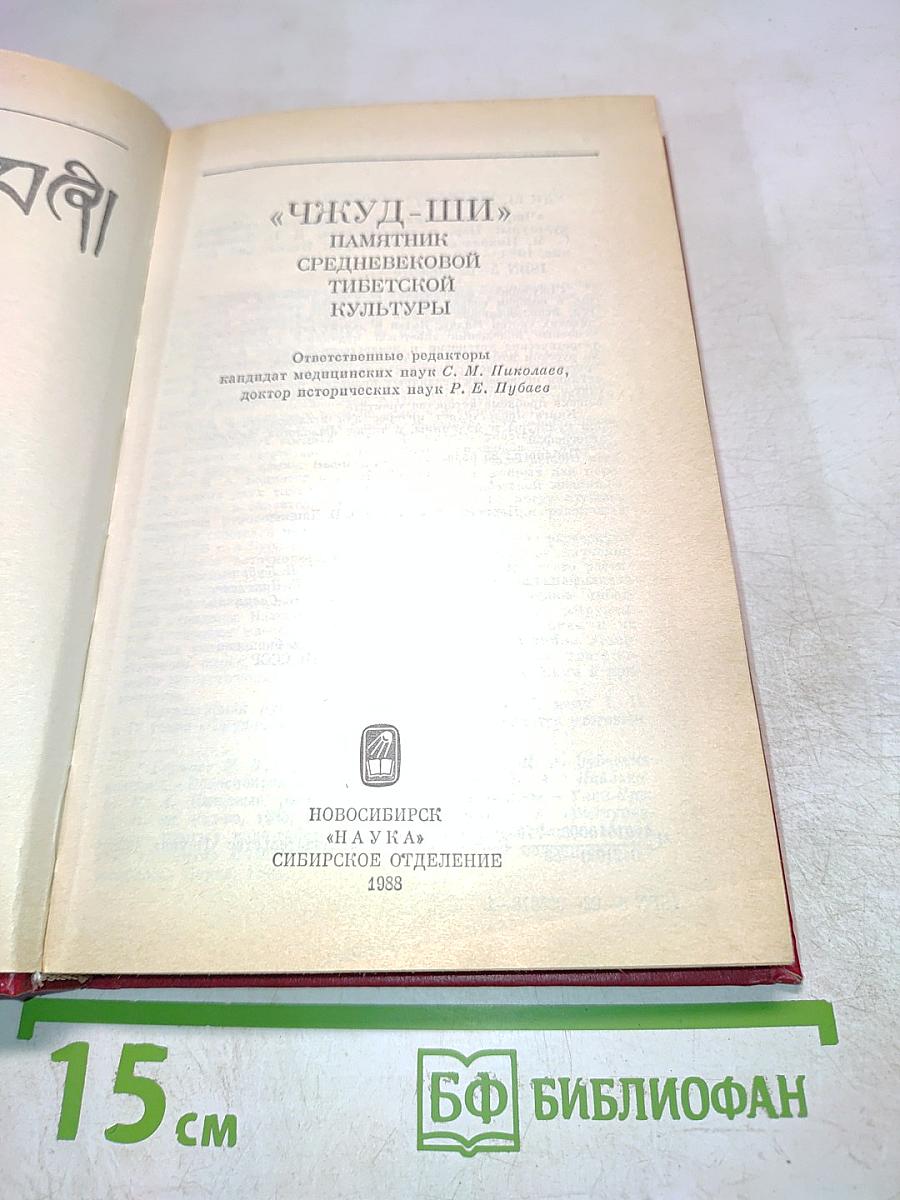 བཞི།
«ЧЖУД-ШИ»
ПАМЯТНИК
СРЕДНЕВЕКОВОЙ
ТИБЕТСКОЙ
КУЛЬТУРЫ
Ответственные редакторы
кандидат медицинских наук С. М. Николаев,
доктор исторических наук Р. Е. Пубаев
НОВОСИБИРСК
«НАУКА»
СИБИРСКОЕ ОТДЕЛЕНИЕ
1988
15 см
БФ БИБЛИОФАН